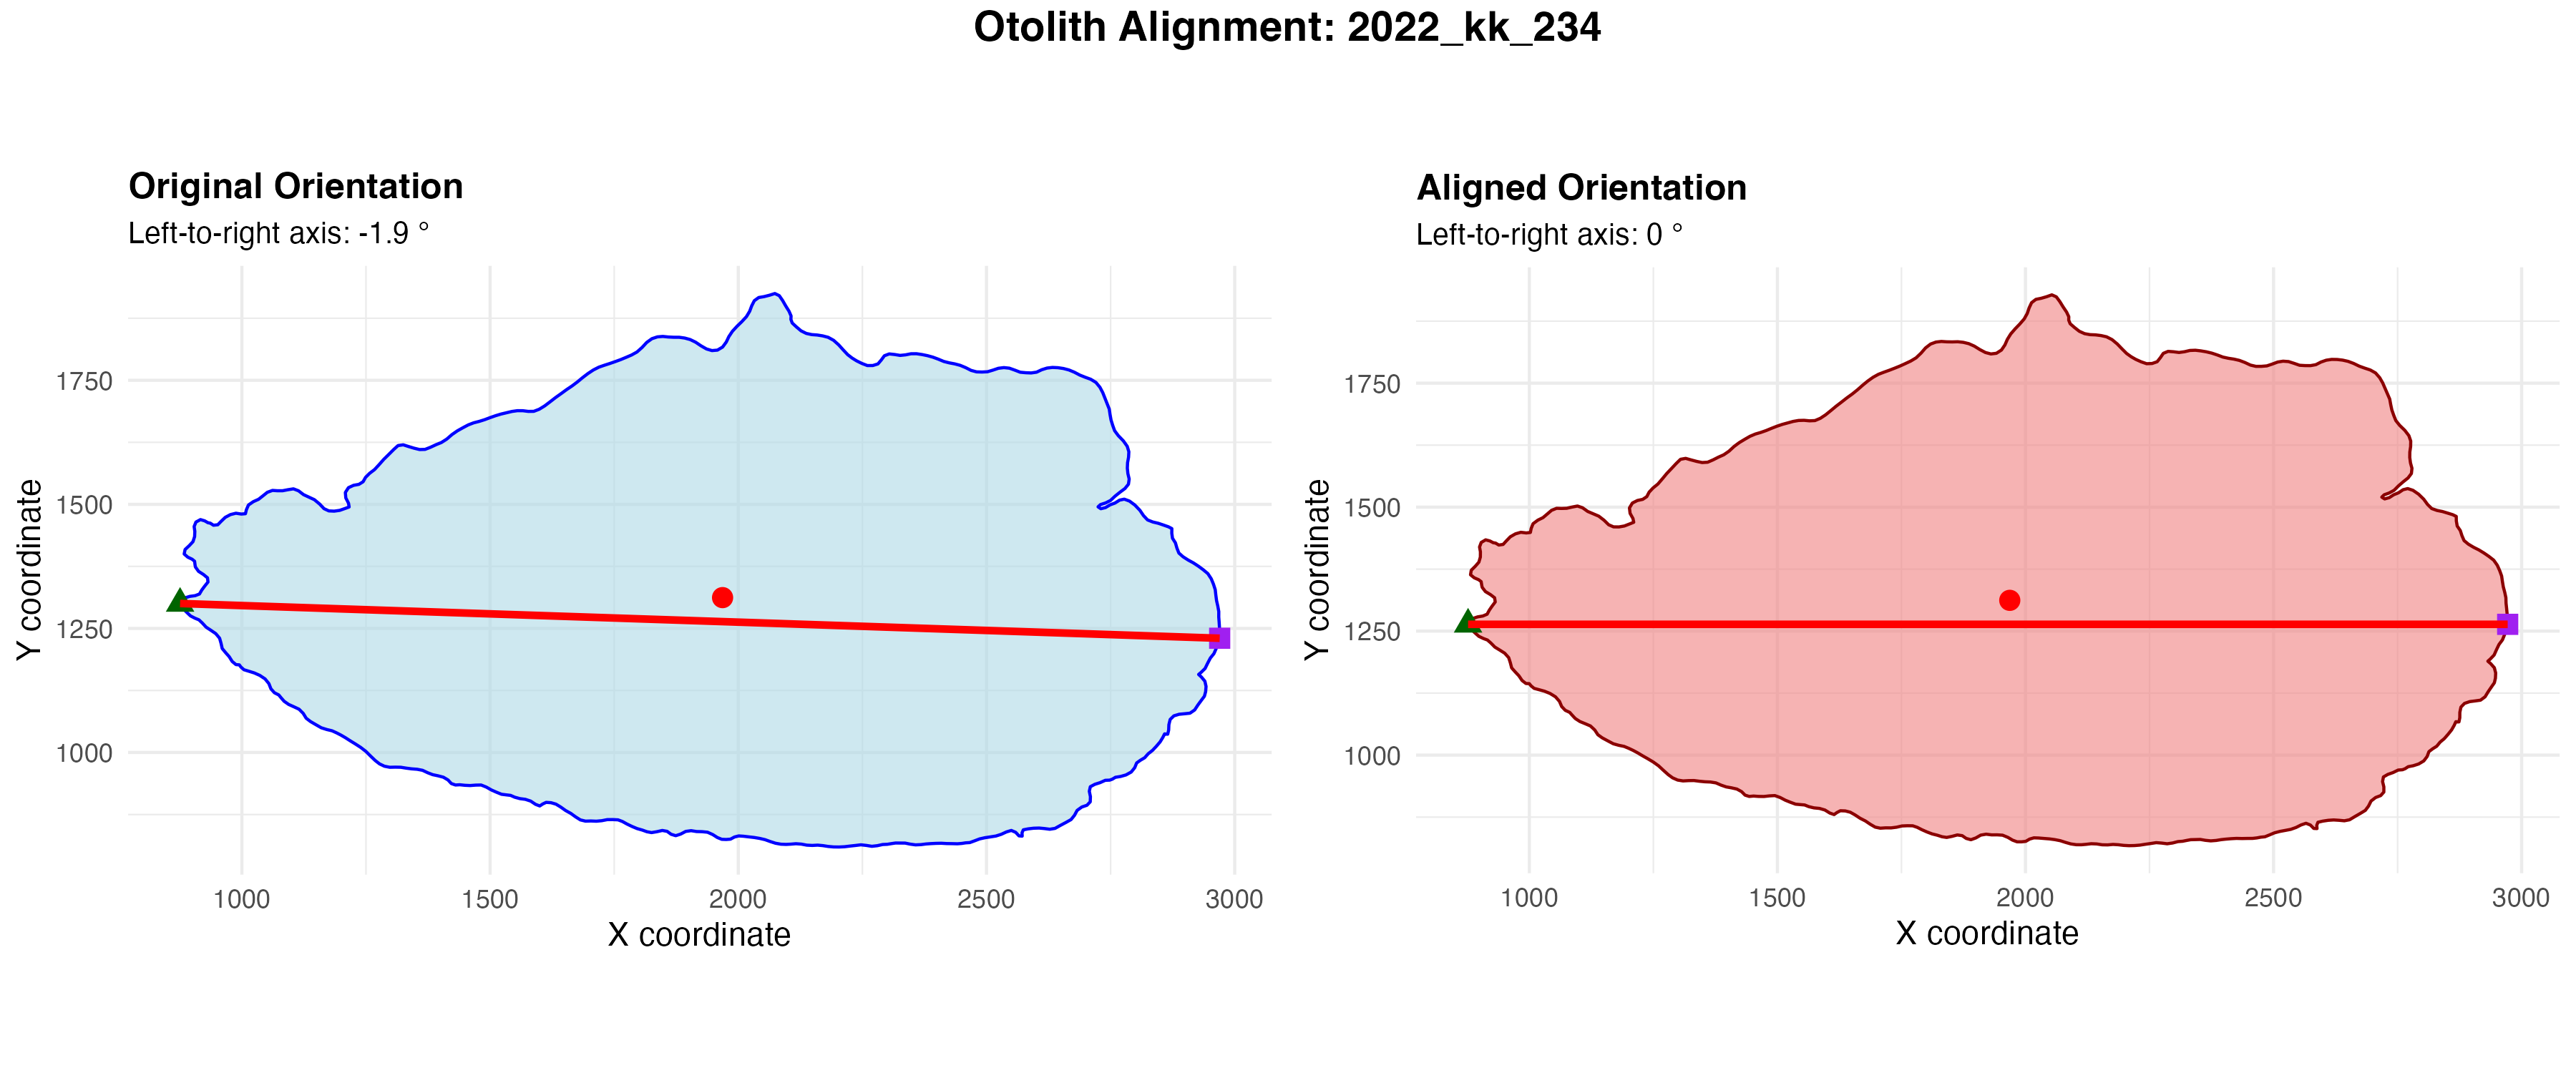 Otolith Alignment: 2022_kk_234
Original Orientation
Left-to-right axis: -1.9 °
Y coordinate
1750
1500
1250
1000
1000 1500 2000 2500 3000
X coordinate
Aligned Orientation
Left-to-right axis: 0 °
Y coordinate
1750
1500
1250
1000
1000 1500 2000 2500 3000
X coordinate